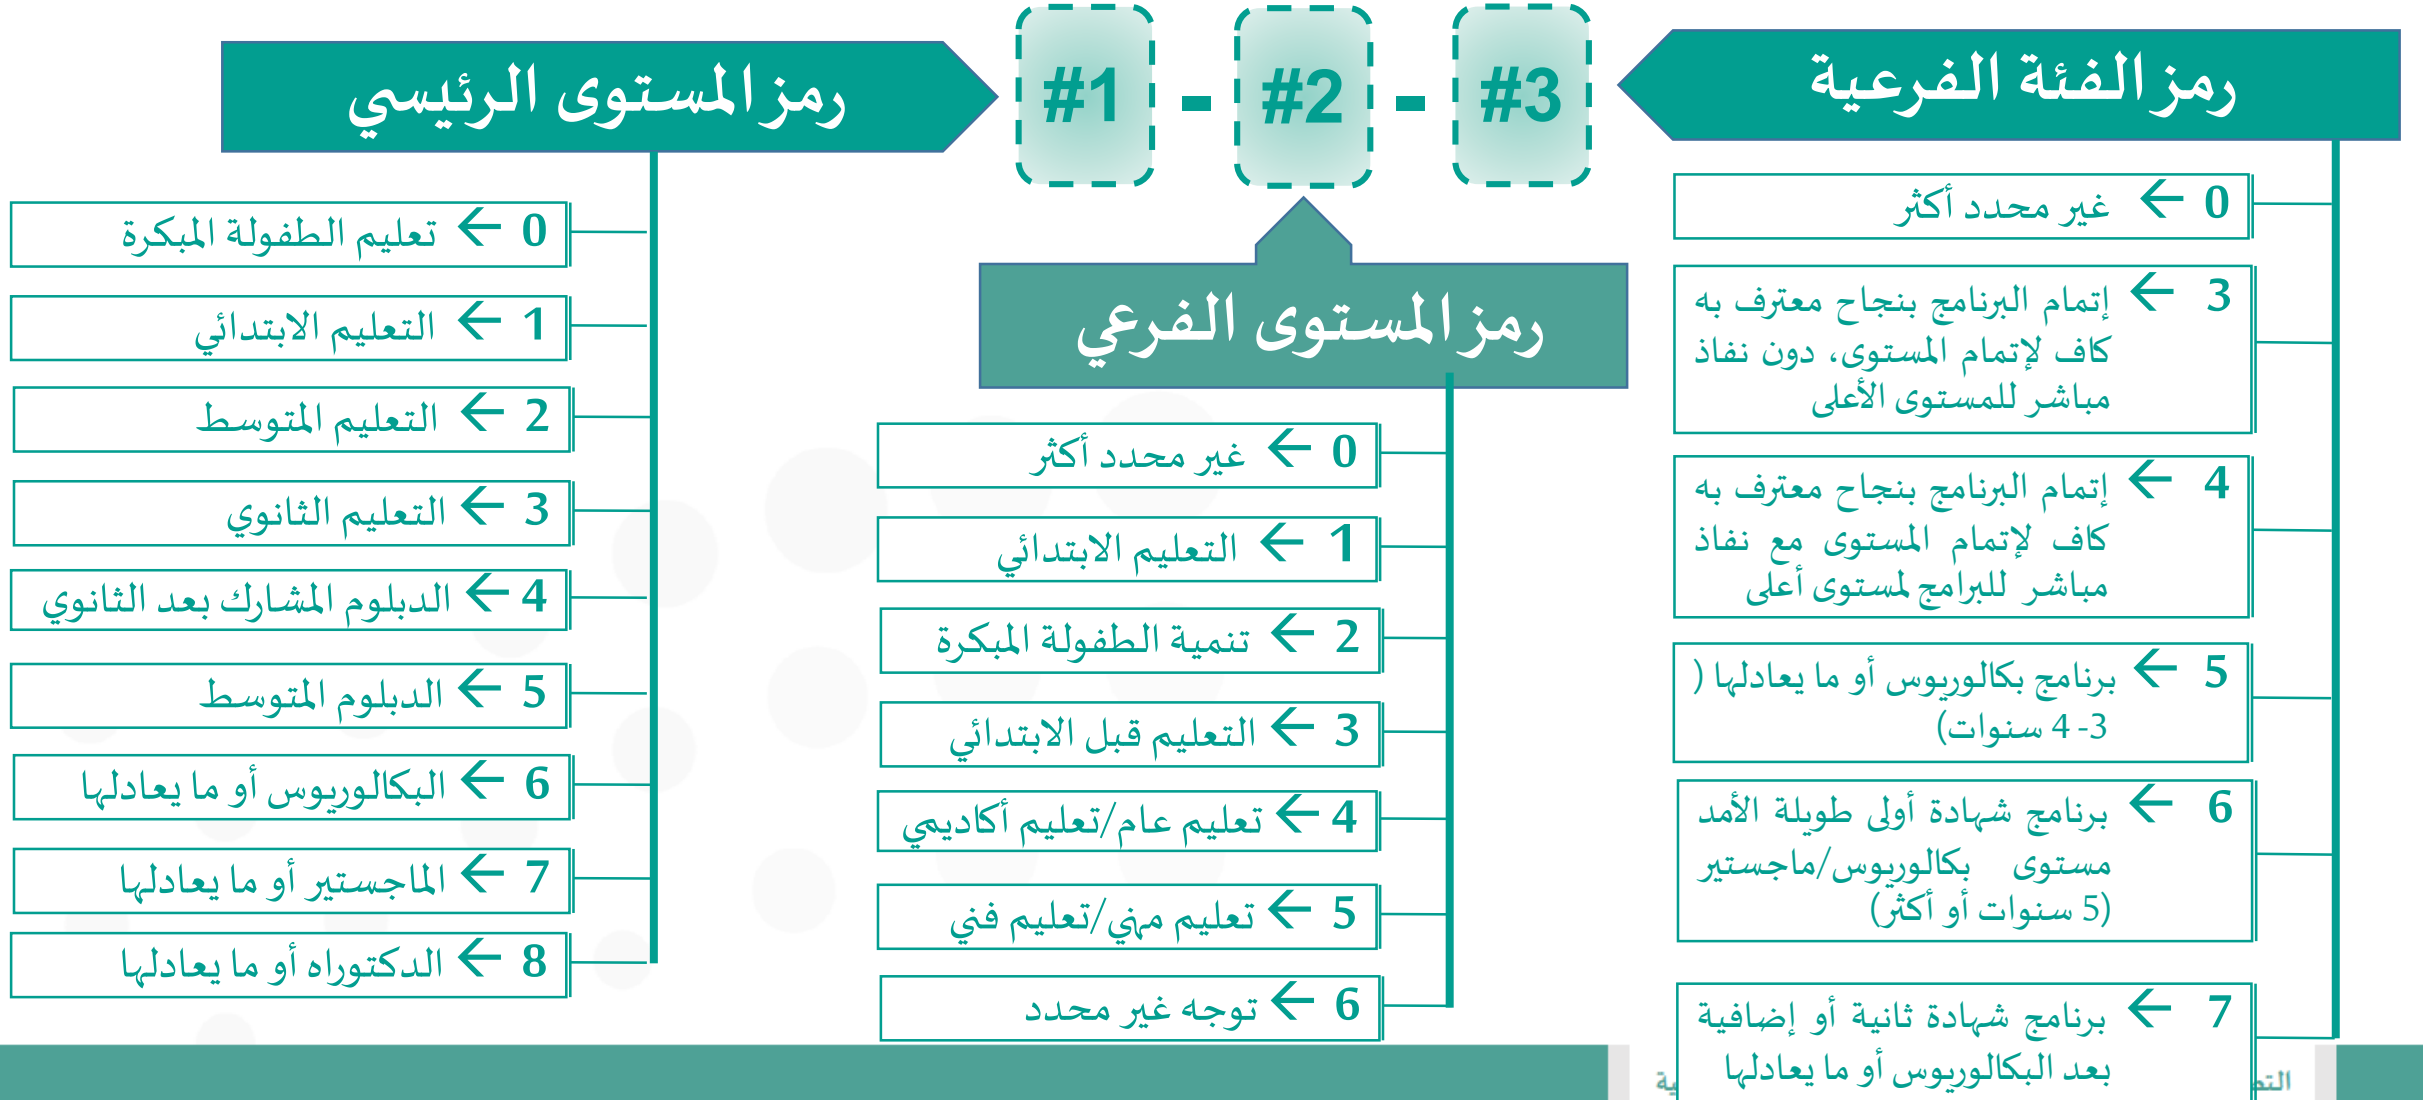 رمز المستوى الرئيسي
#1 - #2 - #3
رمز الفئة الفرعية
0 ← تعليم الطفولة المبكرة
1 ← التعليم الابتدائي
2 ← التعليم المتوسط
3 ← التعليم الثانوي
4 ← الدبلوم المشارك بعد الثانوي
5 ← الدبلوم المتوسط
6 ← البكالوريوس أو ما يعادلها
7 ← الماجستير أو ما يعادلها
8 ← الدكتوراه أو ما يعادلها
رمز المستوى الفرعي
0 ← غير محدد أكثر
1 ← التعليم الابتدائي
2 ← تنمية الطفولة المبكرة
3 ← التعليم قبل الابتدائي
4 ← تعليم عام/تعليم أكاديمي
5 ← تعليم مهني/تعليم فني
6 ← توجه غير محدد
0 ← غير محدد أكثر
3 ← إتمام البرنامج بنجاح معترف به
كاف لإتمام المستوى، دون نفاذ
مباشر للمستوى الأعلى
4 ← إتمام البرنامج بنجاح معترف به
كاف لإتمام المستوى مع نفاذ
مباشر للبرامج لمستوى أعلى
5 ← برنامج بكالوريوس أو ما يعادلها (
3- 4 سنوات)
6 ← برنامج شهادة أولى طويلة الأمد
مستوى بكالوريوس/ماجستير
(5 سنوات أو أكثر)
7 ← برنامج شهادة ثانية أو إضافية
بعد البكالوريوس أو ما يعادلها